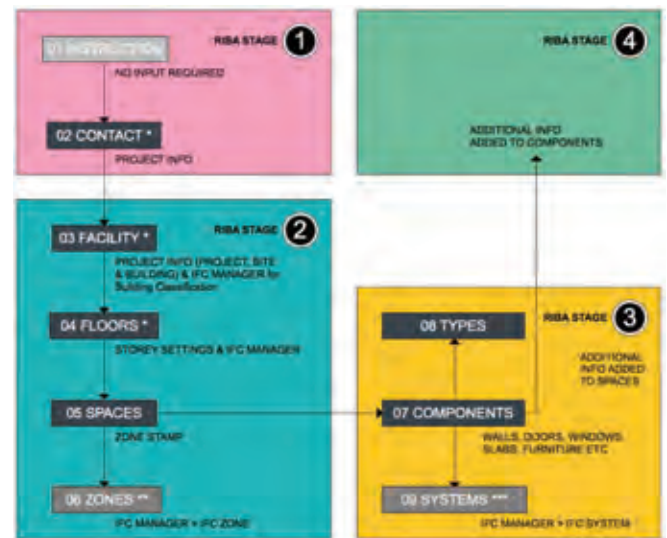 RIBA STAGE 1
01 INSTRUCTION
NO INPUT REQUIRED
02 CONTACT *
PROJECT INFO
RIBA STAGE 2
03 FACILITY *
PROJECT INFO (PROJECT, SITE
& BUILDING) & IFC MANAGER for
Building Classification
04 FLOORS *
STOREY SETTINGS & IFC MANAGER
05 SPACES
ZONE STAMP
06 ZONES **
IFC MANAGER > IFC ZONE
RIBA STAGE 4
ADDITIONAL INFO
ADDED TO COMPONENTS
RIBA STAGE 3
08 TYPES
ADDITIONAL
INFO ADDED
TO SPACES
07 COMPONENTS
WALLS, DOORS, WINDOWS,
SLABS, FURNITURE ETC
09 SYSTEMS ***
IFC MANAGER > IFC SYSTEM